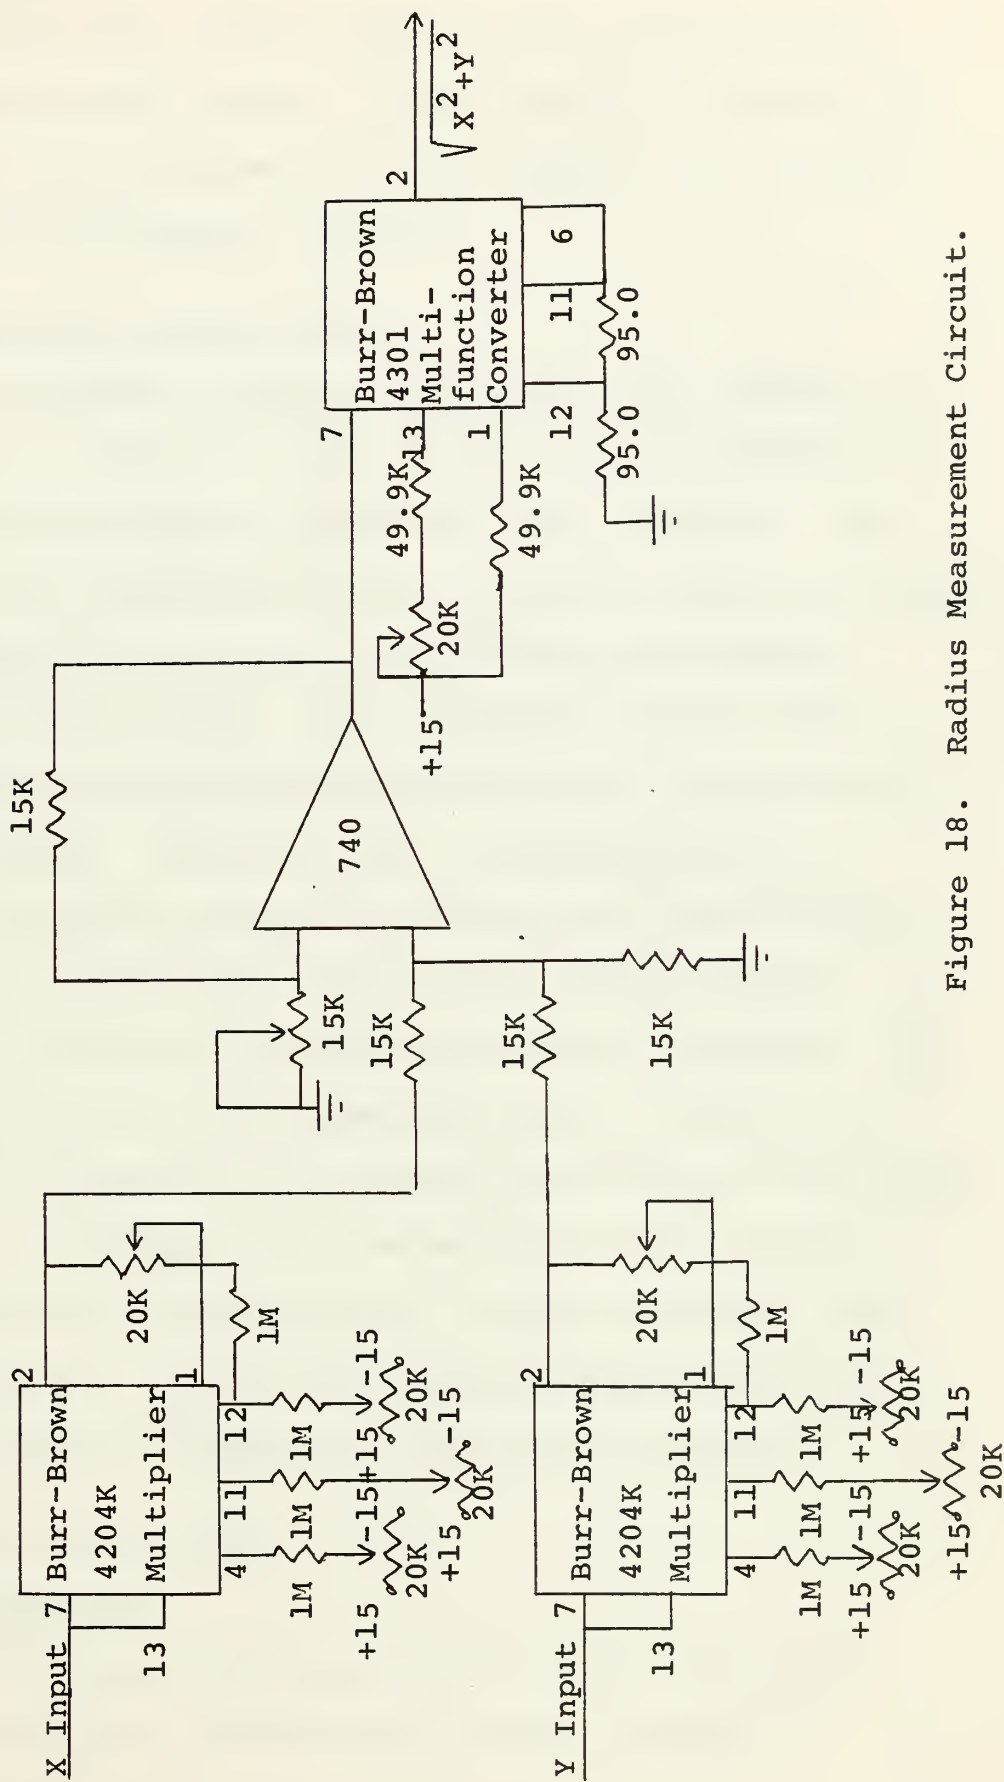 X Input
7
13
Burr-Brown
4204K
Multiplier
2
1
4
11
12
20K
1M
1M
1M
1M
+15
-15
20K
+15
-15
20K
+15
-15
20K
Y Input
7
13
Burr-Brown
4204K
Multiplier
2
1
4
11
12
20K
1M
1M
1M
1M
+15
-15
20K
+15
-15
20K
+15
-15
20K
15K
15K
15K
15K
15K
740
+15
20K
49.9K
49.9K
7
13
1
12
11
6
2
Burr-Brown
4301
Multi-
function
Converter
95.0
95.0
√X²+Y²
Figure 18. Radius Measurement Circuit.